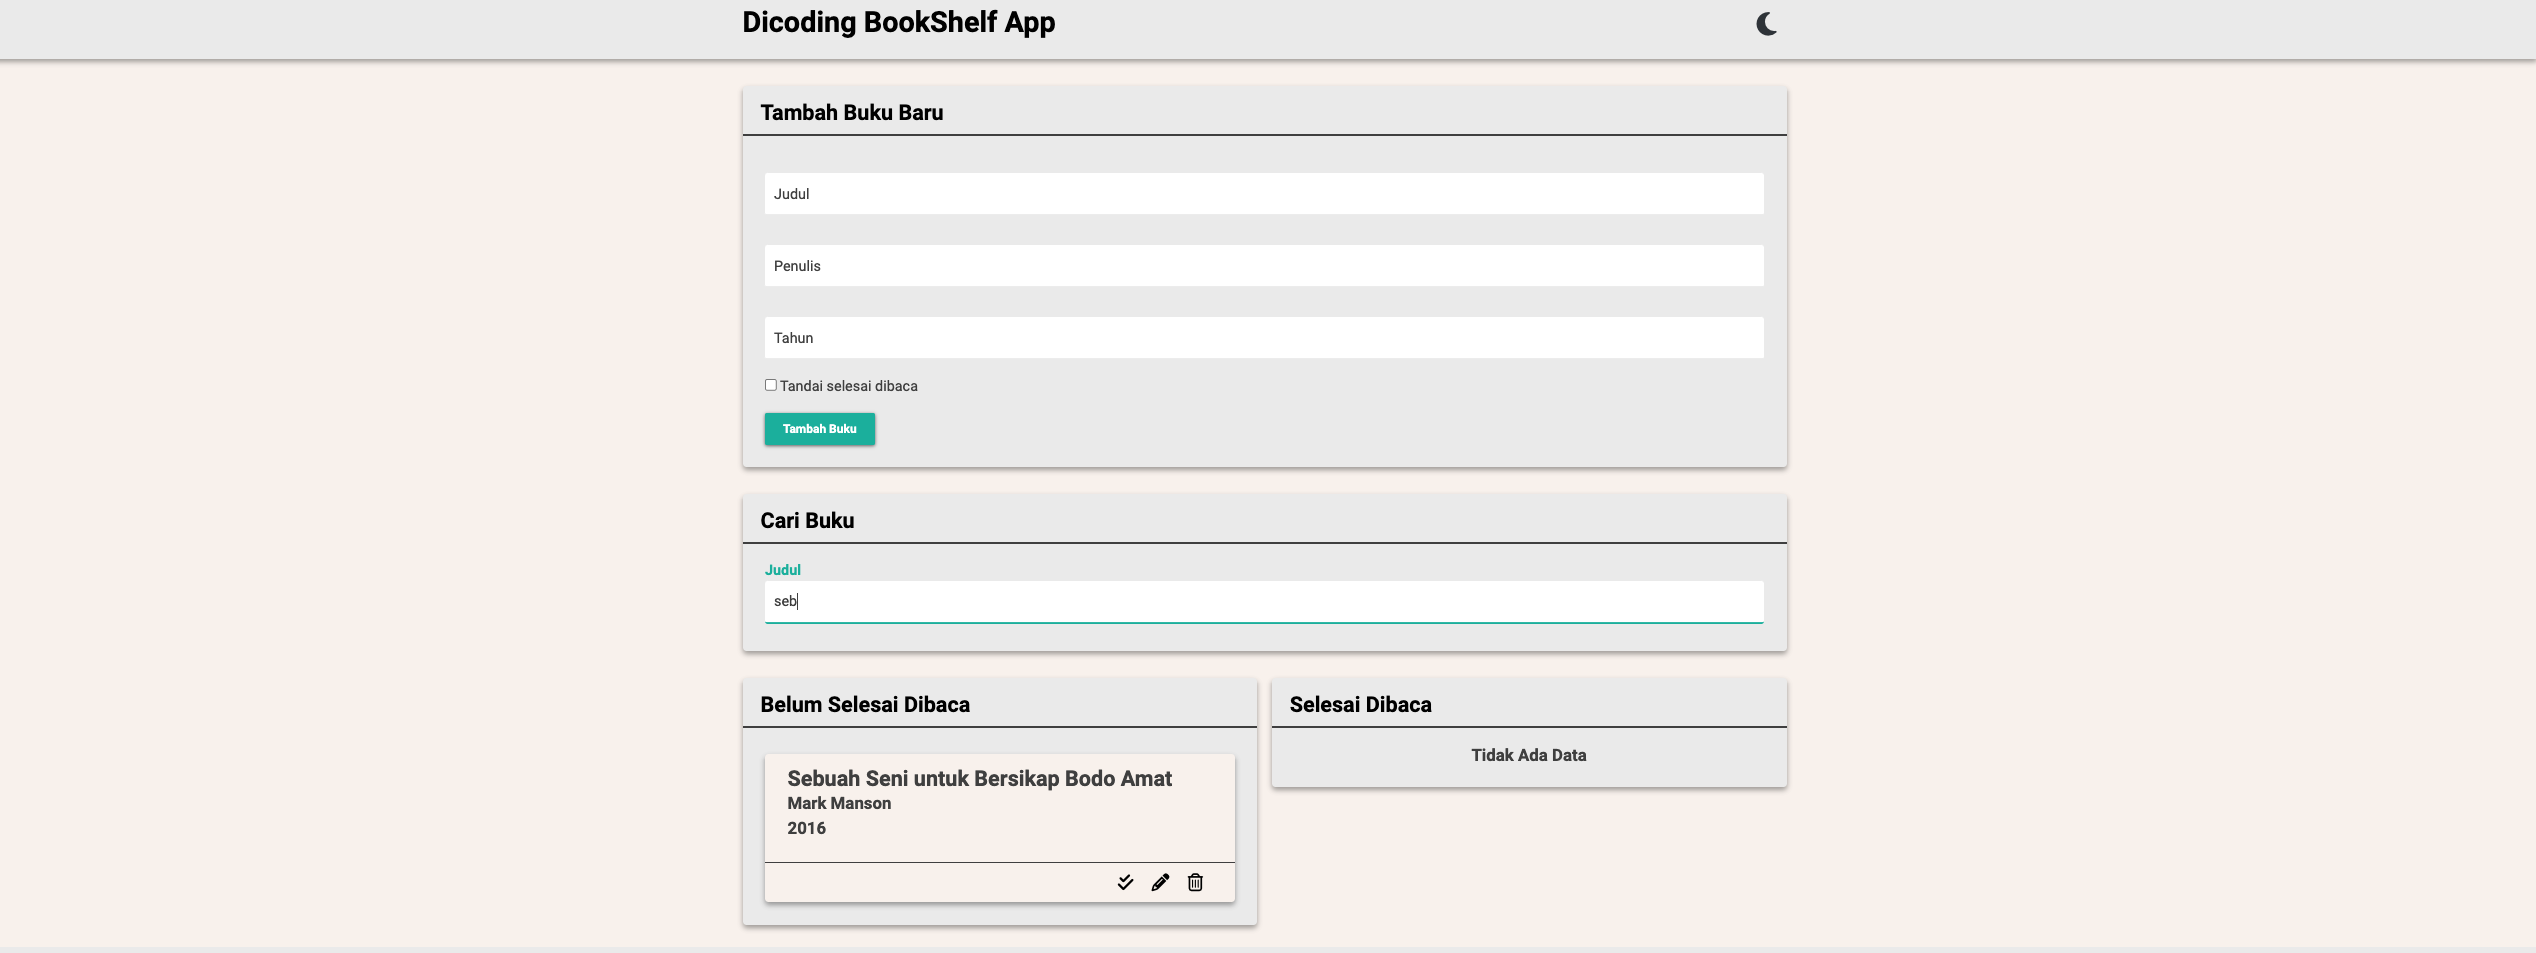 Dicoding BookShelf App
Tambah Buku Baru
Judul
Penulis
Tahun
Tandai selesai dibaca
Tambah Buku
Cari Buku
Judul
seb
Belum Selesai Dibaca
Sebuah Seni untuk Bersikap Bodo Amat
Mark Manson
2016
Selesai Dibaca
Tidak Ada Data